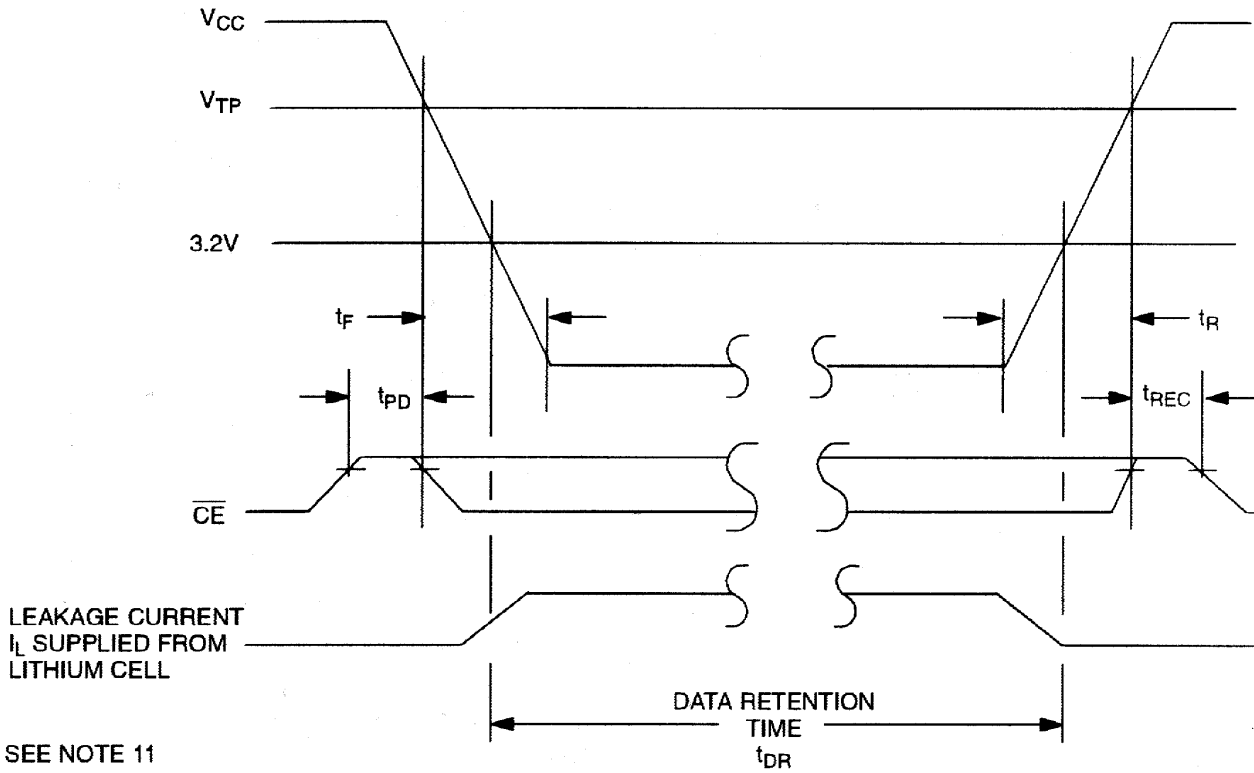 VCC
VTP
3.2V
tF
tR
tPD
tREC
CE
LEAKAGE CURRENT
IL SUPPLIED FROM
LITHIUM CELL
DATA RETENTION
TIME
tDR
SEE NOTE 11